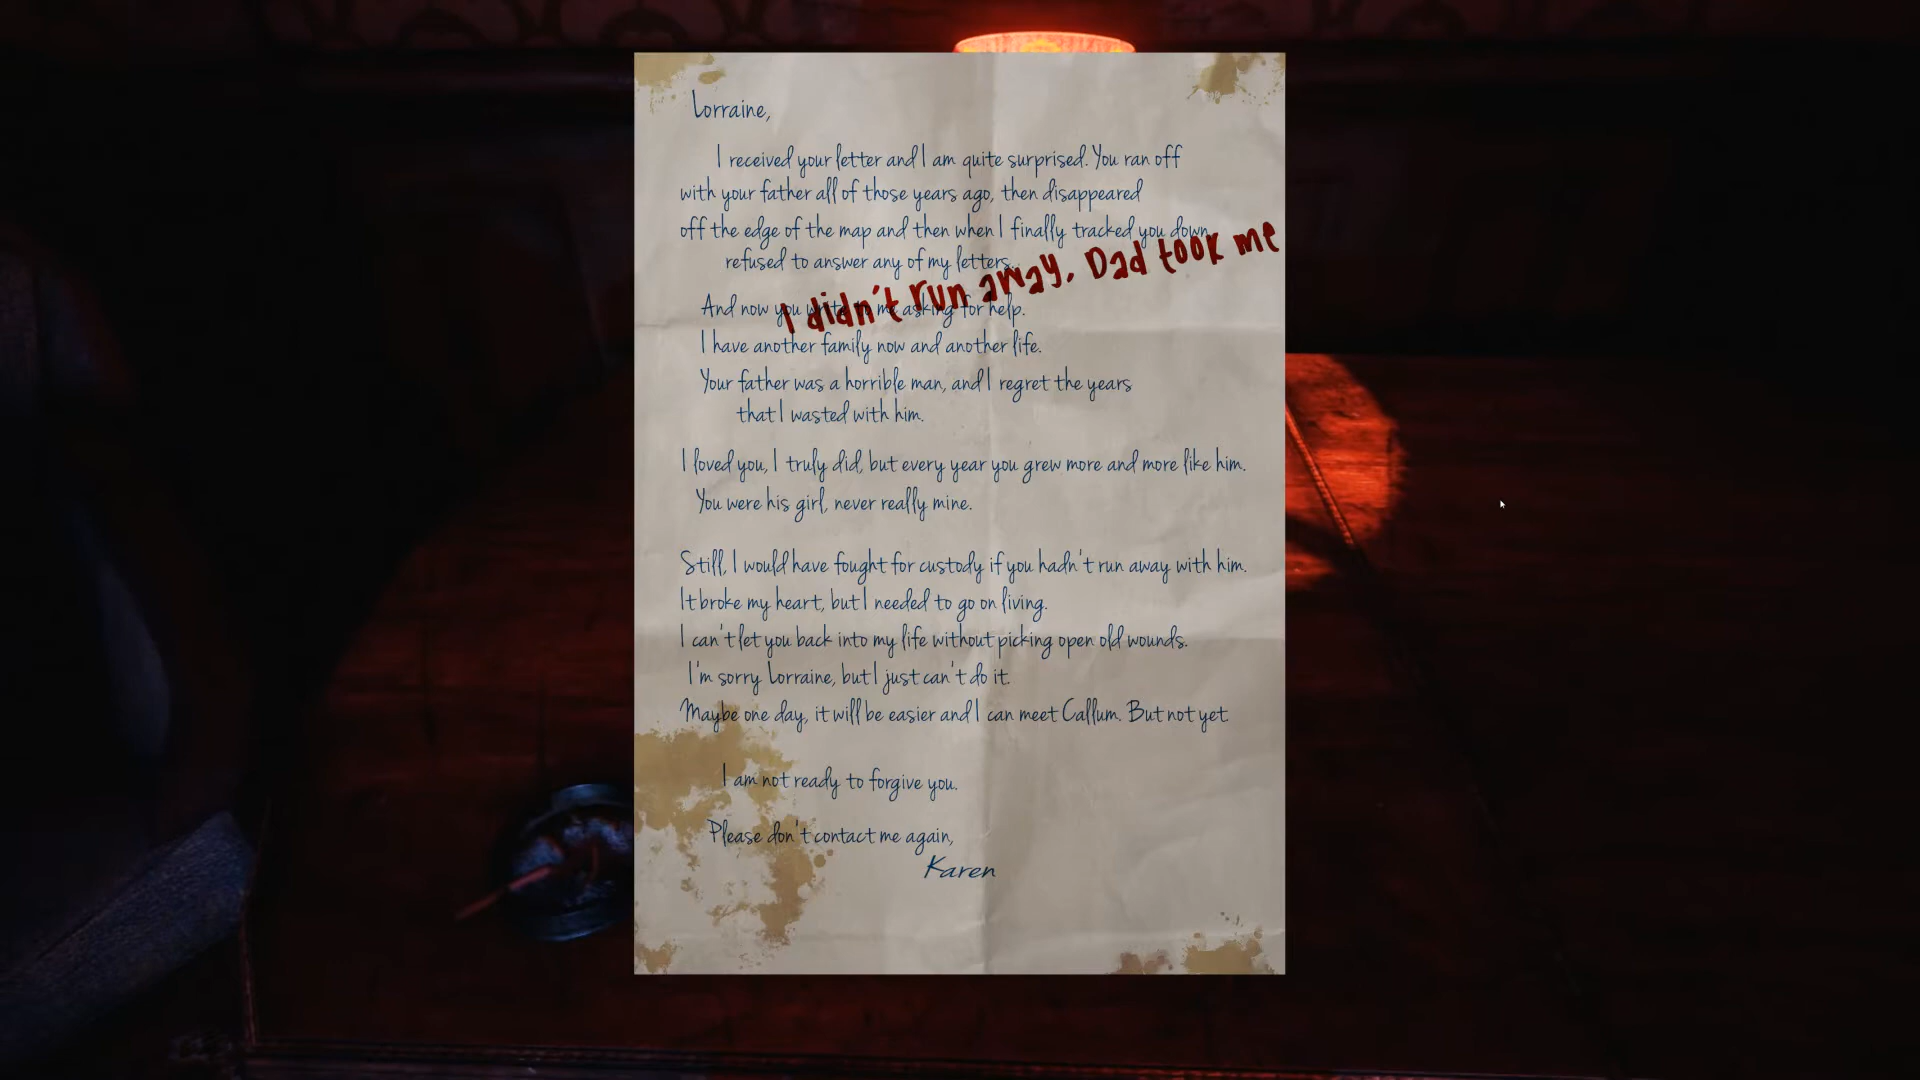 Lorraine,
I received your letter and I am quite surprised. You ran off
with your father all of those years ago, then disappeared
off the edge of the map and then when I finally tracked you down,
refused to answer any of my letters.
I didn't run away, Dad took me
And now you write to me asking for help.
I have another family now and another life.
Your father was a horrible man, and I regret the years
that I wasted with him.
I loved you, I truly did, but every year you grew more and more like him.
You were his girl, never really mine.
Still, I would have fought for custody if you hadn't run away with him.
It broke my heart, but I needed to go on living.
I can't let you back into my life without picking open old wounds.
I'm sorry Lorraine, but I just can't do it.
Maybe one day, it will be easier and I can meet Callum. But not yet
I am not ready to forgive you.
Please don't contact me again,
Karen